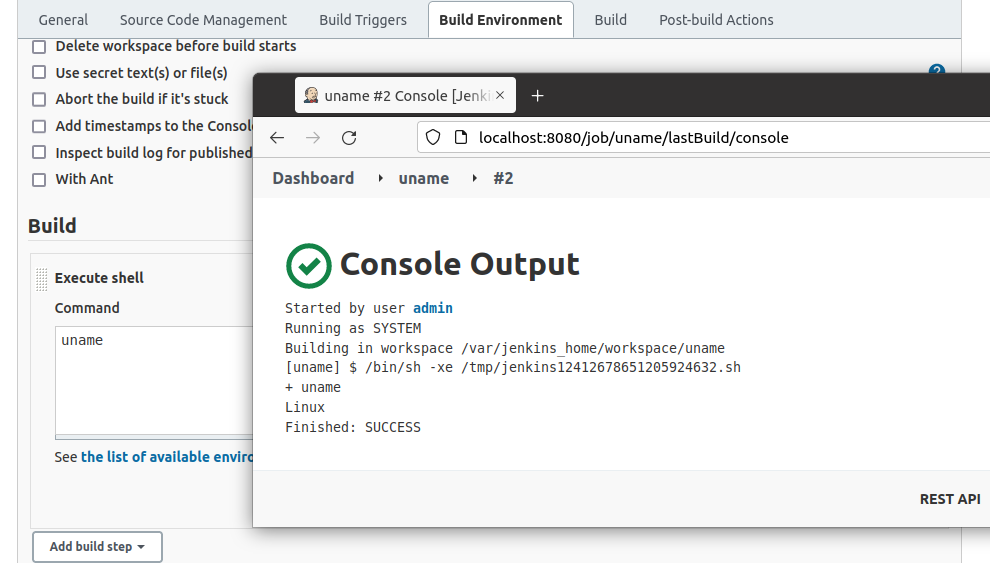 General Source Code Management Build Triggers Build Environment Build Post-build Actions
Delete workspace before build starts
Use secret text(s) or file(s)
Abort the build if it's stuck
Add timestamps to the
Inspect build log for published
With Ant
Build
Execute shell
Command
uname
See the list of available
Add build step
uname #2 Console
localhost:8080/job/uname/lastBuild/console
Dashboard uname #2
Console Output
Started by user admin
Running as SYSTEM
Building in workspace /var/jenkins_home/workspace/uname
[uname] $ /bin/sh -xe /tmp/jenkins12412678651205924632.sh
+ uname
Linux
Finished: SUCCESS
REST API